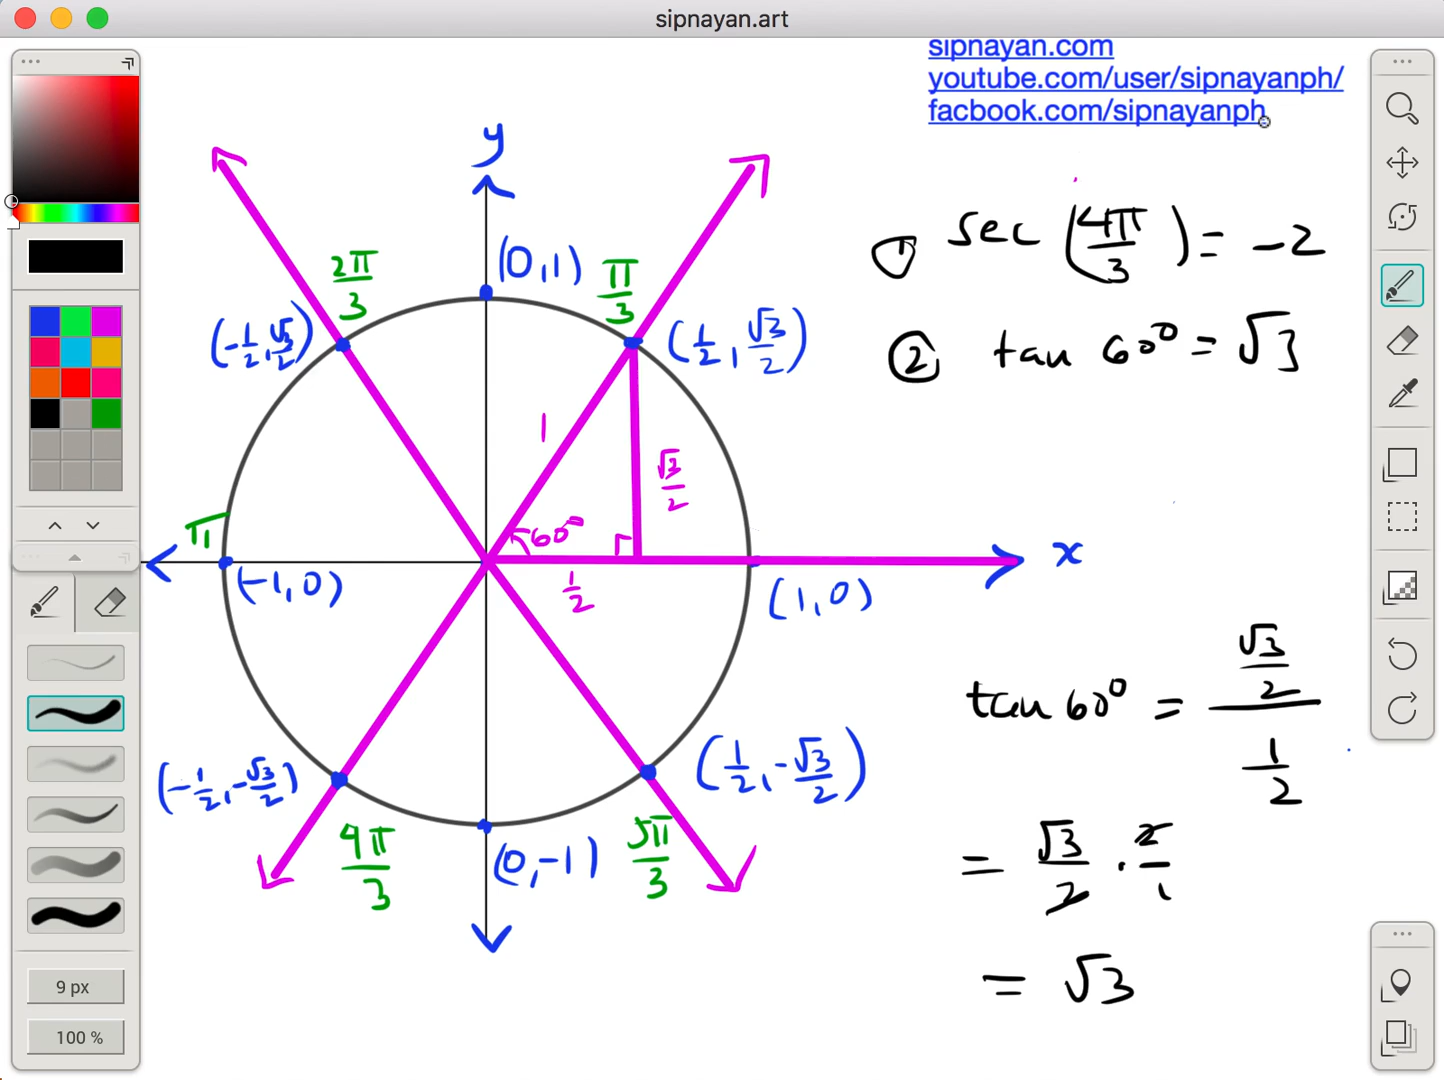 sipnayan.art
sipnayan.com
youtube.com/user/sipnayanph/
facbook.com/sipnayanph
y
(0,1)
2π/3
π/3
(-1/2, √3/2)
(1/2, √3/2)
① sec (4π/3) = -2
② tan 60° = √3
1
√3/2
60°
π
x
(-1,0)
1/2
(1,0)
tan 60° = (√3/2)/(1/2)
(-1/2, -√3/2)
(1/2, -√3/2)
4π/3
(0,-1)
5π/3
= √3/2 · 2/1
= √3
9 px
100 %